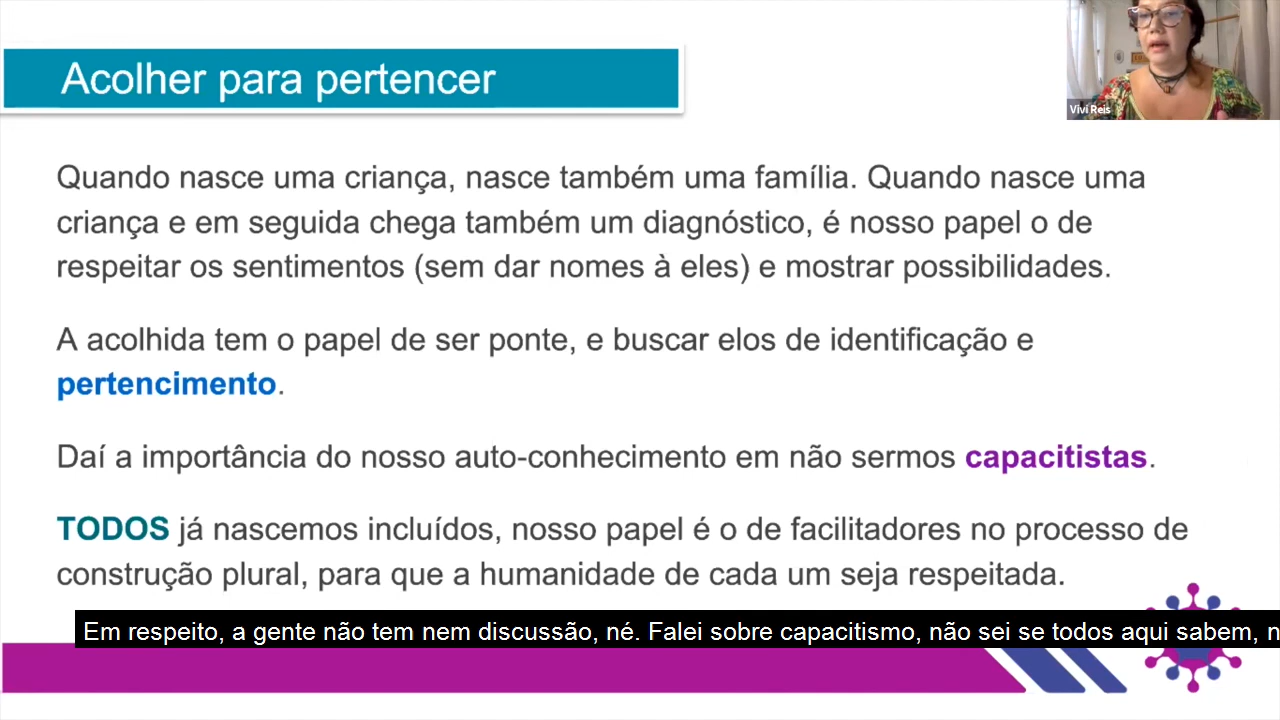 Acolher para pertencer
Vivi Reis
Quando nasce uma criança, nasce também uma família. Quando nasce uma
criança e em seguida chega também um diagnóstico, é nosso papel o de
respeitar os sentimentos (sem dar nomes à eles) e mostrar possibilidades.
A acolhida tem o papel de ser ponte, e buscar elos de identificação e
pertencimento.
Daí a importância do nosso auto-conhecimento em não sermos capacitistas.
TODOS já nascemos incluídos, nosso papel é o de facilitadores no processo de
construção plural, para que a humanidade de cada um seja respeitada.
Em respeito, a gente não tem nem discussão, né. Falei sobre capacitismo, não sei se todos aqui sabem, n